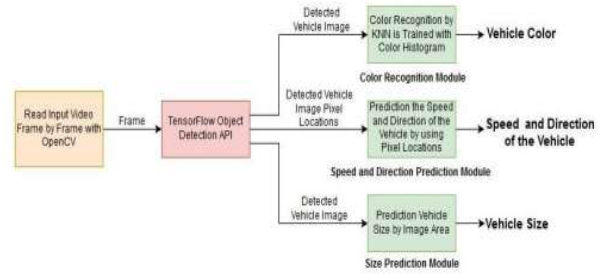 Read Input Video
Frame by Frame with
OpenCV
Frame
TensorFlow Object
Detection API
Detected
Vehicle Image
Color Recognition by
KNN is Trained with
Color Histogram
Vehicle Color
Color Recognition Module
Detected Vehicle
Image Pixel
Locations
Prediction the Speed
and Direction of the
Vehicle by using
Pixel Locations
Speed and Direction
of the Vehicle
Speed and Direction Prediction Module
Detected
Vehicle Image
Prediction Vehicle
Size by Image Area
Vehicle Size
Size Prediction Module